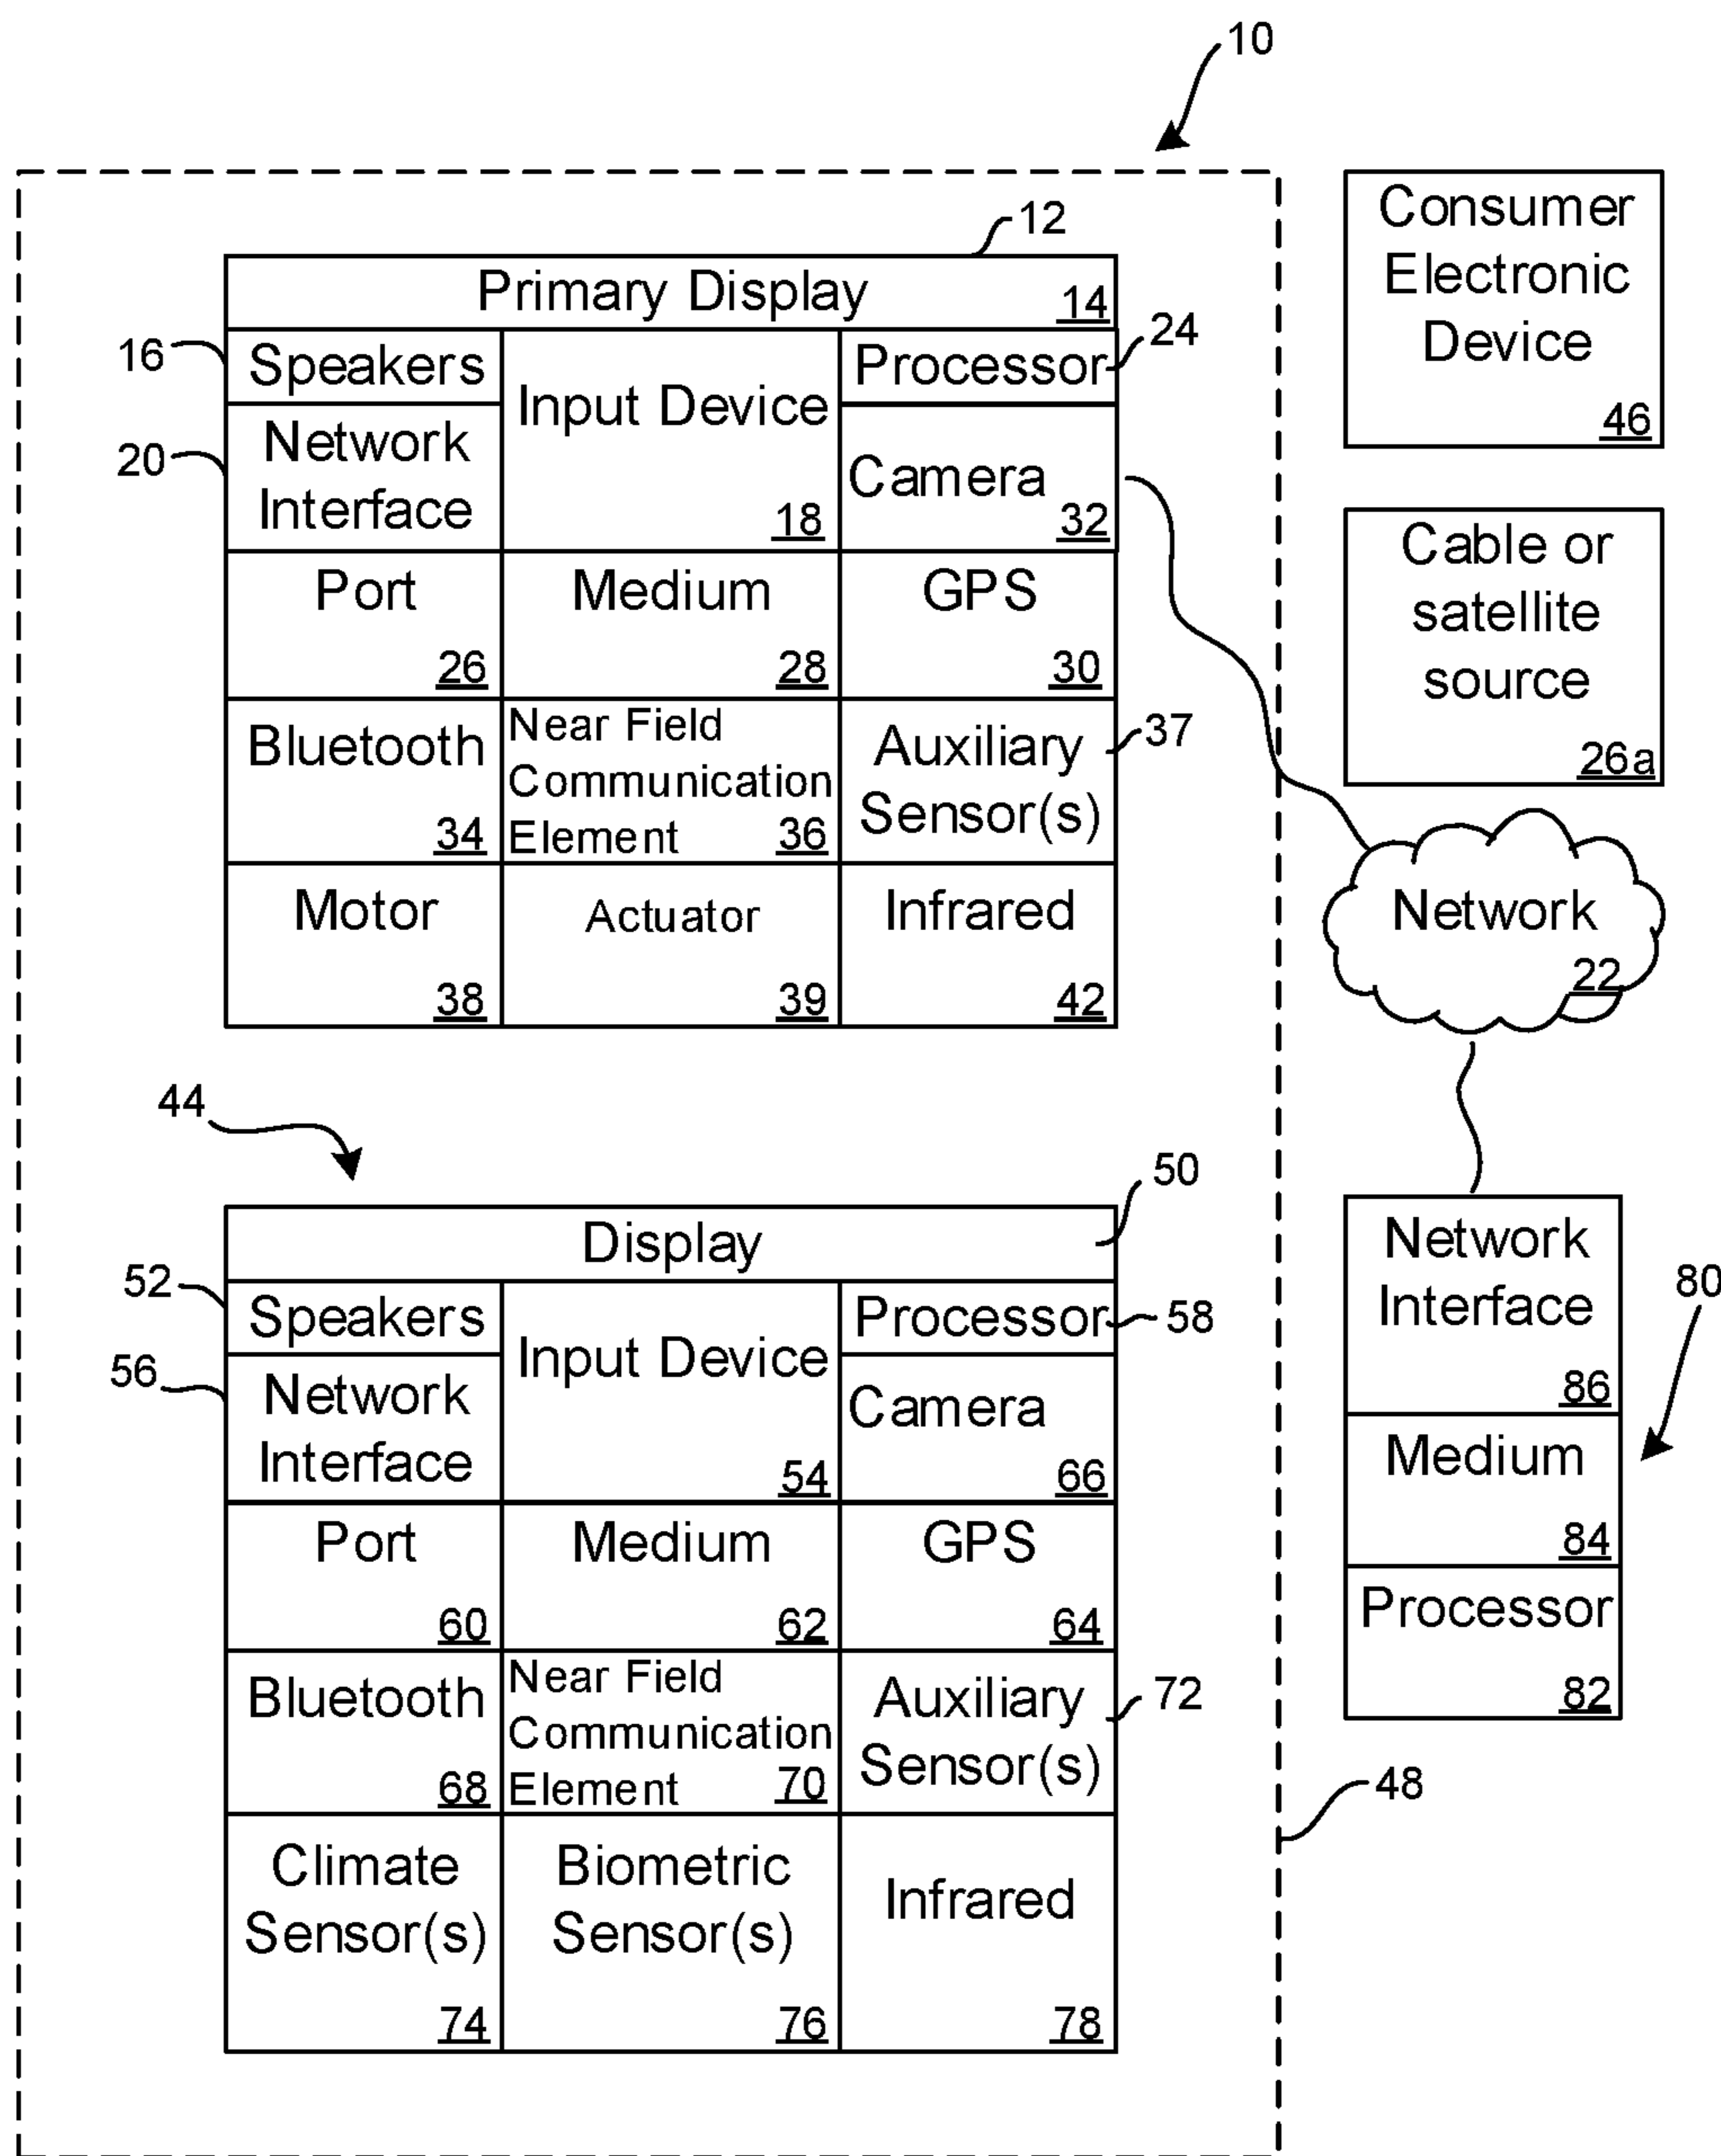 10
12
Primary Display
14
16
Speakers
Input Device
18
Processor
24
20
Network
Interface
Camera
32
Port
26
Medium
28
GPS
30
Bluetooth
34
Near Field
Communication
Element
36
Auxiliary
Sensor(s)
37
Motor
38
Actuator
39
Infrared
42
Consumer
Electronic
Device
46
Cable or
satellite
source
26a
Network
22
44
50
Display
52
Speakers
Input Device
54
Processor
58
56
Network
Interface
Camera
66
Port
60
Medium
62
GPS
64
Bluetooth
68
Near Field
Communication
Element
70
Auxiliary
Sensor(s)
72
Climate
Sensor(s)
74
Biometric
Sensor(s)
76
Infrared
78
Network
Interface
86
80
Medium
84
Processor
82
48